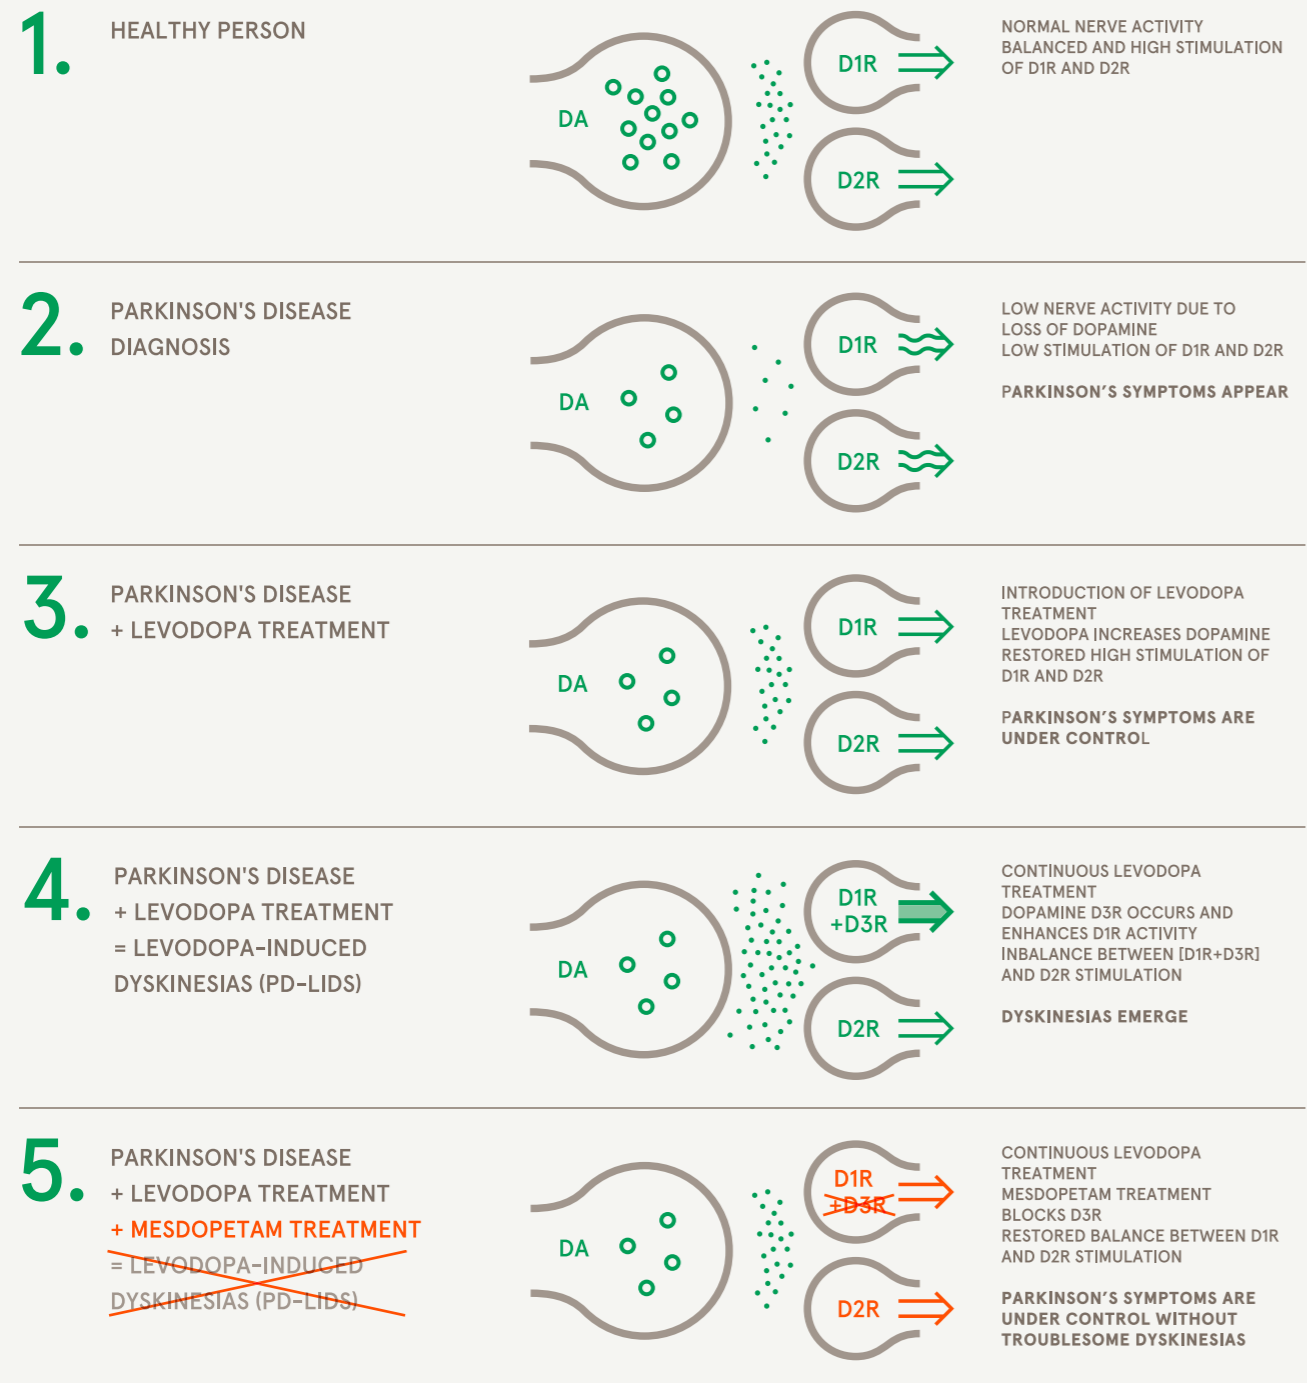 1.
HEALTHY PERSON
DA
D1R
D2R
NORMAL NERVE ACTIVITY
BALANCED AND HIGH STIMULATION
OF D1R AND D2R
2.
PARKINSON'S DISEASE
DIAGNOSIS
DA
D1R
D2R
LOW NERVE ACTIVITY DUE TO
LOSS OF DOPAMINE
LOW STIMULATION OF D1R AND D2R
PARKINSON'S SYMPTOMS APPEAR
3.
PARKINSON'S DISEASE
+ LEVODOPA TREATMENT
DA
D1R
D2R
INTRODUCTION OF LEVODOPA
TREATMENT
LEVODOPA INCREASES DOPAMINE
RESTORED HIGH STIMULATION OF
D1R AND D2R
PARKINSON'S SYMPTOMS ARE
UNDER CONTROL
4.
PARKINSON'S DISEASE
+ LEVODOPA TREATMENT
= LEVODOPA-INDUCED
DYSKINESIAS (PD-LIDS)
DA
D1R
+D3R
D2R
CONTINUOUS LEVODOPA
TREATMENT
DOPAMINE D3R OCCURS AND
ENHANCES D1R ACTIVITY
INBALANCE BETWEEN [D1R+D3R]
AND D2R STIMULATION
DYSKINESIAS EMERGE
5.
PARKINSON'S DISEASE
+ LEVODOPA TREATMENT
+ MESDOPETAM TREATMENT
= LEVODOPA-INDUCED
DYSKINESIAS (PD-LIDS)
DA
D1R
+D3R
D2R
CONTINUOUS LEVODOPA
TREATMENT
MESDOPETAM TREATMENT
BLOCKS D3R
RESTORED BALANCE BETWEEN D1R
AND D2R STIMULATION
PARKINSON'S SYMPTOMS ARE
UNDER CONTROL WITHOUT
TROUBLESOME DYSKINESIAS